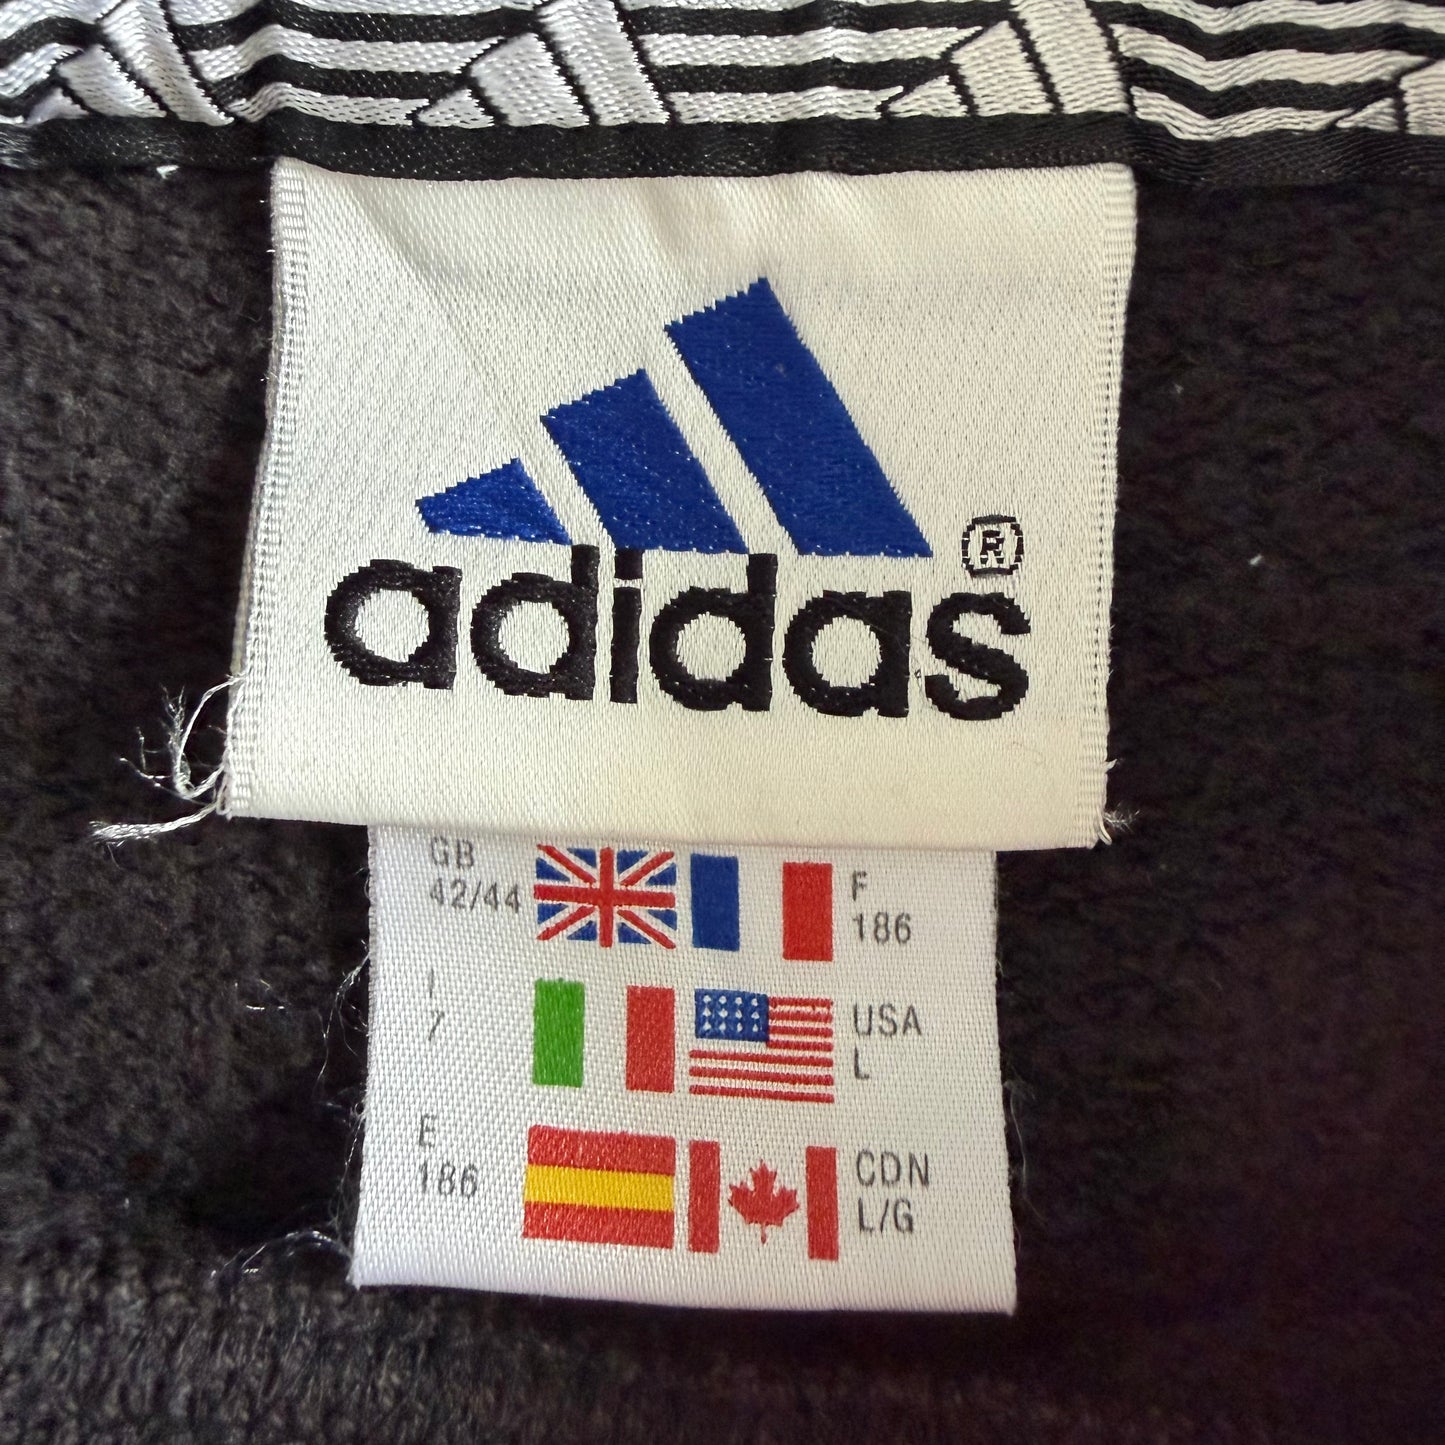 adidas ®
GB
42/44
F
186
I
7
USA
L
E
186
CDN
L/G